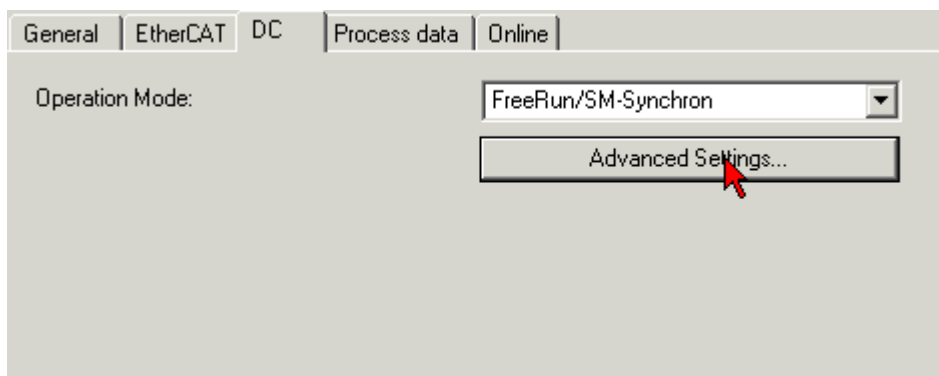 General EtherCAT DC Process data Online
Operation Mode: FreeRun/SM-Synchron
Advanced Settings...